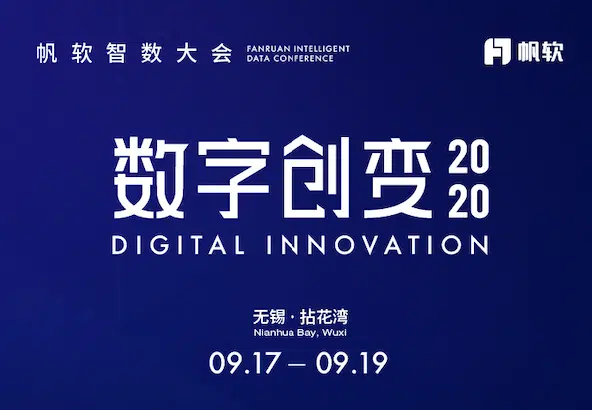 帆软智数大会
FANRUAN INTELLIGENT
DATA CONFERENCE
帆软
数字创变
20
20
DIGITAL INNOVATION
无锡·拈花湾
Nianhua Bay, Wuxi
09.17 — 09.19